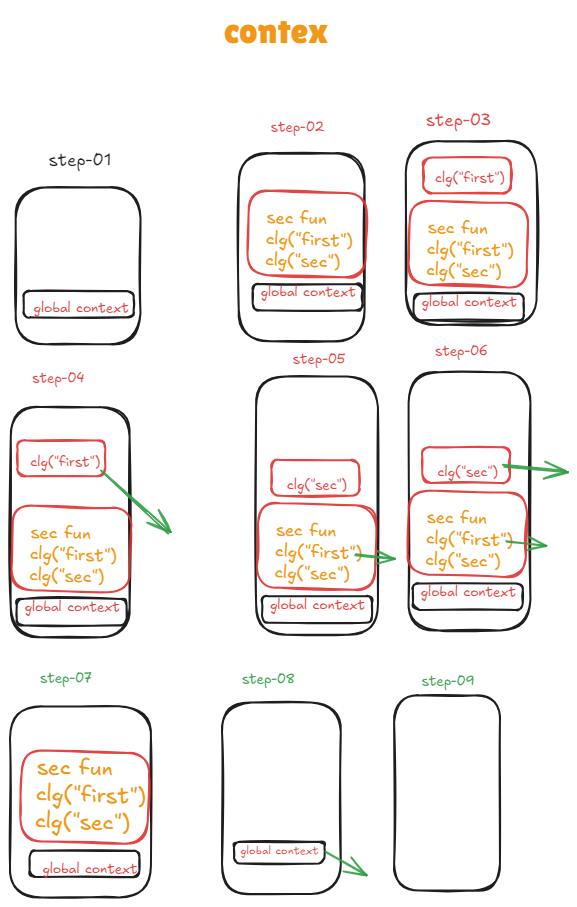 contex
step-01
global context
step-02
sec fun
clg("first")
clg("sec")
global context
step-03
clg("first")
sec fun
clg("first")
clg("sec")
global context
step-04
clg("first")
sec fun
clg("first")
clg("sec")
global context
step-05
clg("sec")
sec fun
clg("first")
clg("sec")
global context
step-06
clg("sec")
sec fun
clg("first")
clg("sec")
global context
step-07
sec fun
clg("first")
clg("sec")
global context
step-08
global context
step-09